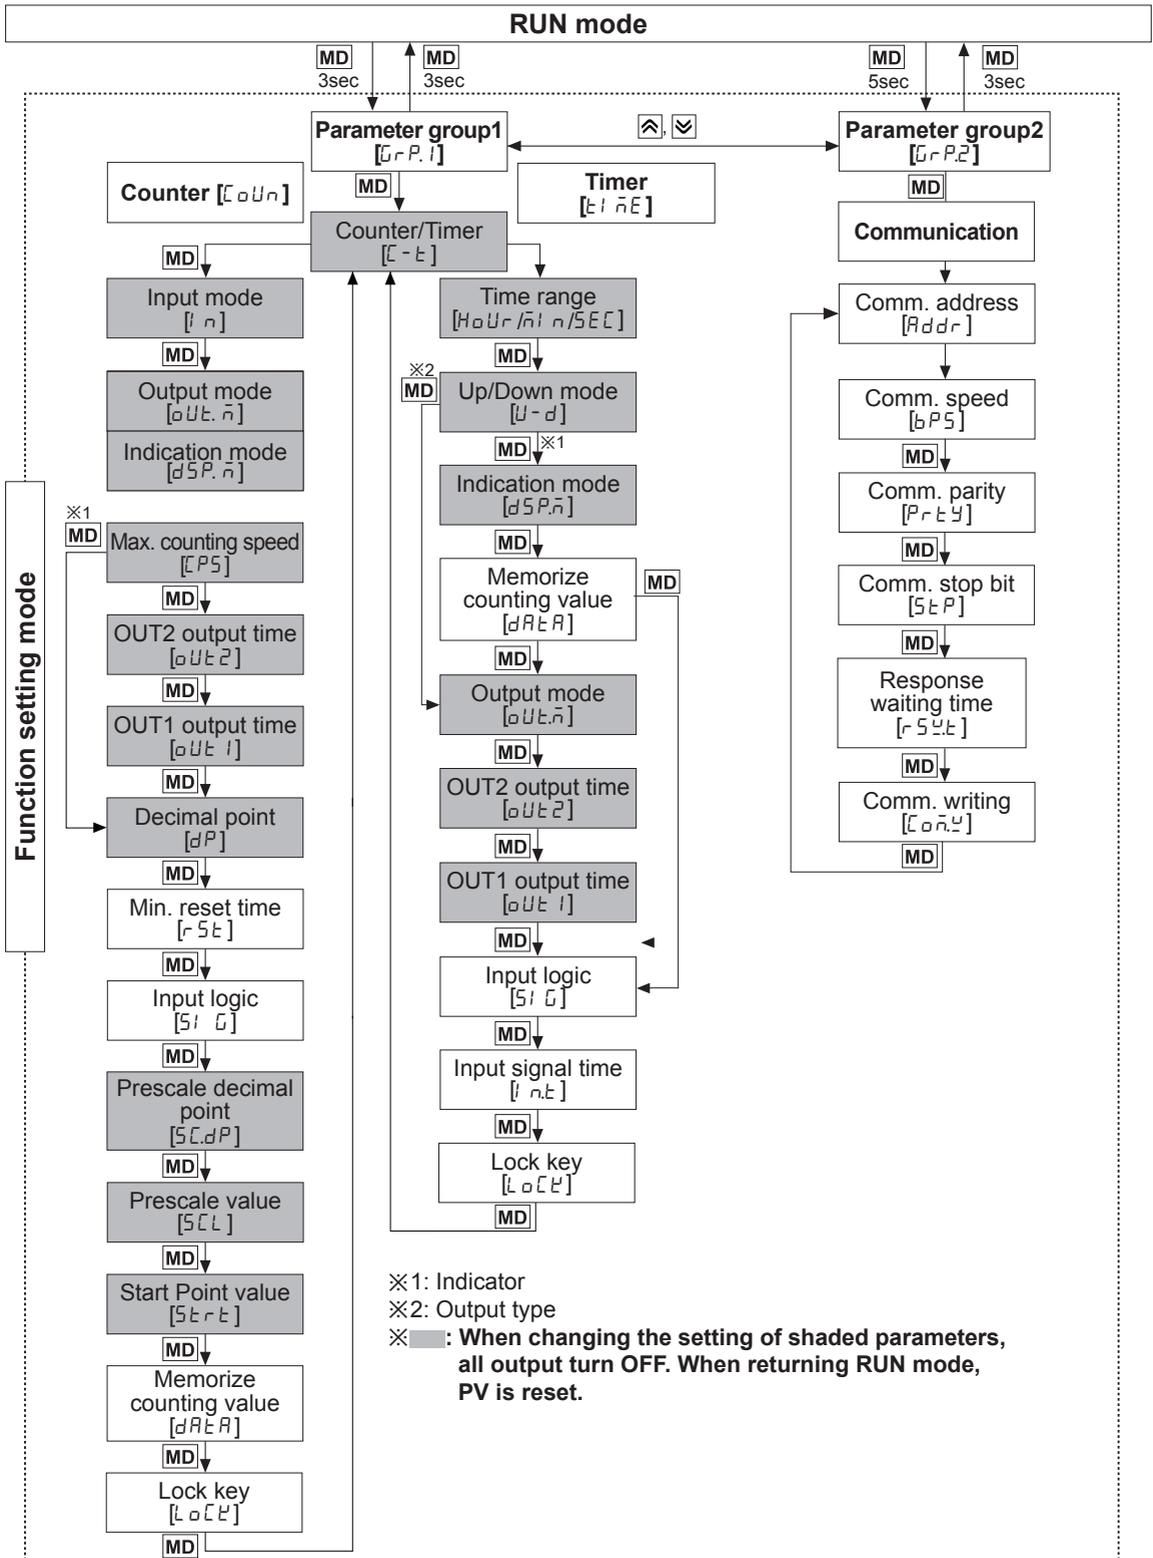 RUN mode
MD
3sec
MD
3sec
MD
5sec
MD
3sec
Function setting mode
Parameter group1
[GrP.1]
Parameter group2
[GrP.2]
MD
MD
Counter [CoUn]
Timer
[tImE]
Counter/Timer
[C-t]
MD
Input mode
[In]
MD
Output mode
[oUt.m]
Indication mode
[dSP.m]
※1
MD
Max. counting speed
[CPS]
MD
OUT2 output time
[oUt2]
MD
OUT1 output time
[oUt1]
MD
Decimal point
[dP]
MD
Min. reset time
[rSt]
MD
Input logic
[SIG]
MD
Prescale decimal
point
[SC.dP]
MD
Prescale value
[SCL]
MD
Start Point value
[Strt]
MD
Memorize
counting value
[dAtA]
MD
Lock key
[LoCK]
MD
Time range
[HoUr/mIn/SEC]
MD
※2
MD
Up/Down mode
[U-d]
MD ※1
Indication mode
[dSP.m]
MD
Memorize
counting value
[dAtA]
MD
MD
Output mode
[oUt.m]
MD
OUT2 output time
[oUt2]
MD
OUT1 output time
[oUt1]
MD
Input logic
[SIG]
MD
Input signal time
[In.t]
MD
Lock key
[LoCK]
MD
Communication
Comm. address
[Addr]
Comm. speed
[bPS]
MD
Comm. parity
[PrtY]
MD
Comm. stop bit
[StP]
MD
Response
waiting time
[rSW.t]
MD
Comm. writing
[Com.W]
MD
※1: Indicator
※2: Output type
※ : When changing the setting of shaded parameters,
all output turn OFF. When returning RUN mode,
PV is reset.